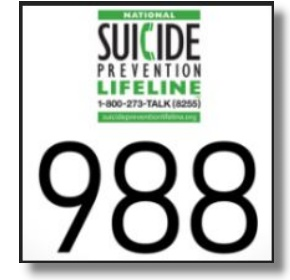 NATIONAL
SUICIDE
PREVENTION
LIFELINE
1-800-273-TALK (8255)
suicidepreventionlifeline.org
988